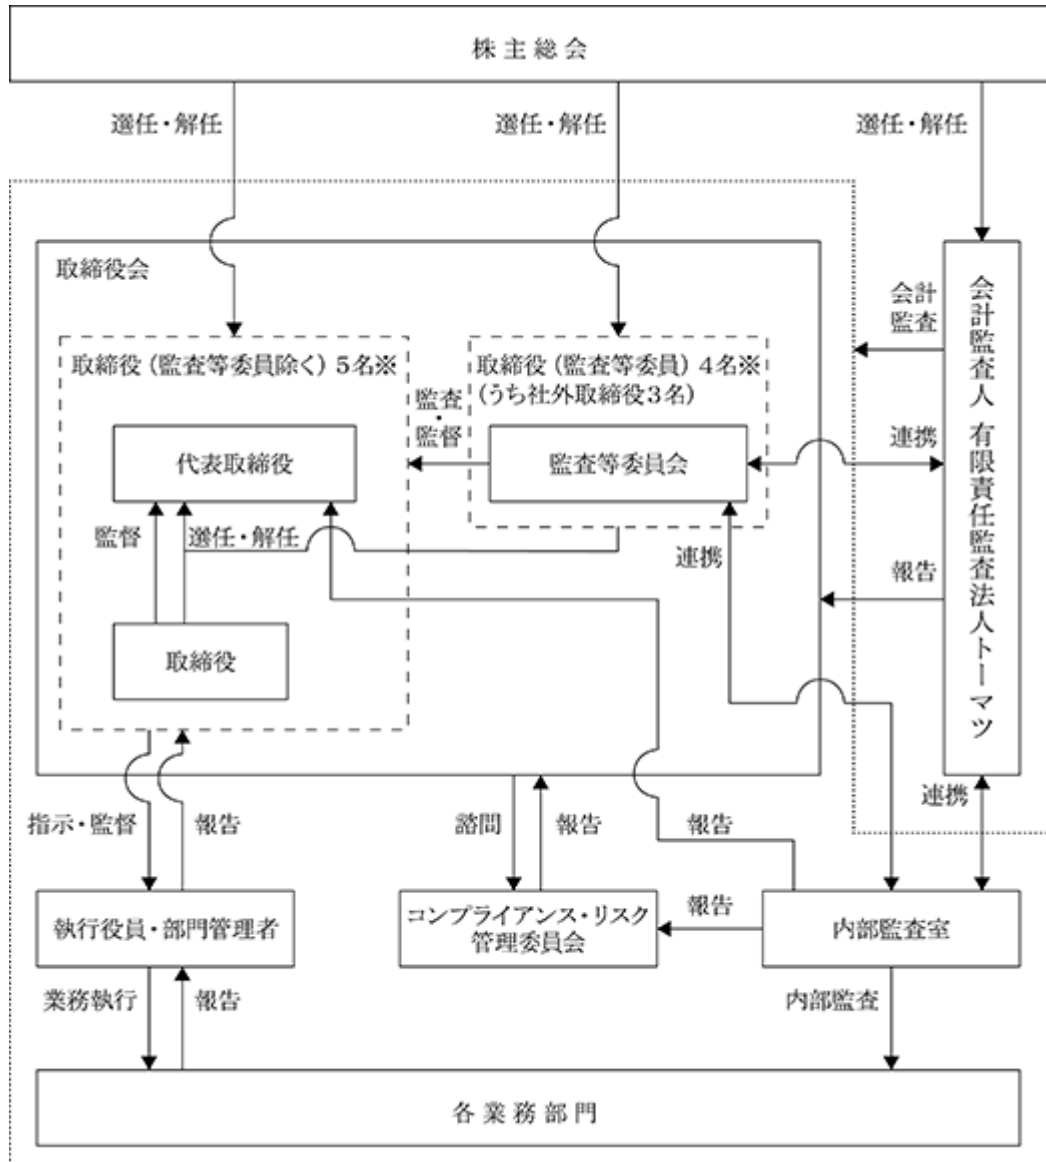 株主総会
選任・解任
選任・解任
選任・解任
取締役会
会計
監査
会計監査人 有限責任監査法人トーマツ
取締役(監査等委員除く)5名※
取締役(監査等委員)4名※
(うち社外取締役3名)
監査
・
監督
代表取締役
監査等委員会
連携
監督
選任・解任
連携
報告
取締役
指示・監督
報告
諮問
報告
報告
連携
執行役員・部門管理者
コンプライアンス・リスク
管理委員会
報告
内部監査室
業務執行
報告
内部監査
各業務部門